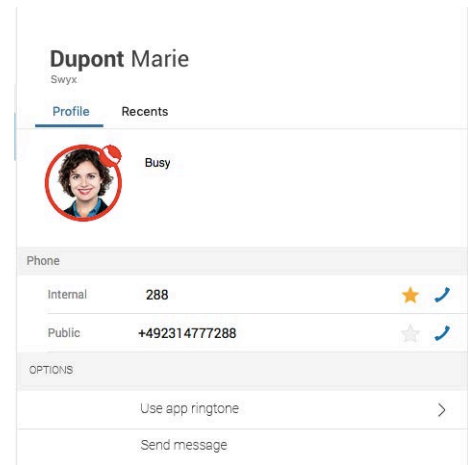 Dupont Marie
Swyx
Profile Recents
Busy
Phone
Internal 288
Public +492314777288
OPTIONS
Use app ringtone
Send message